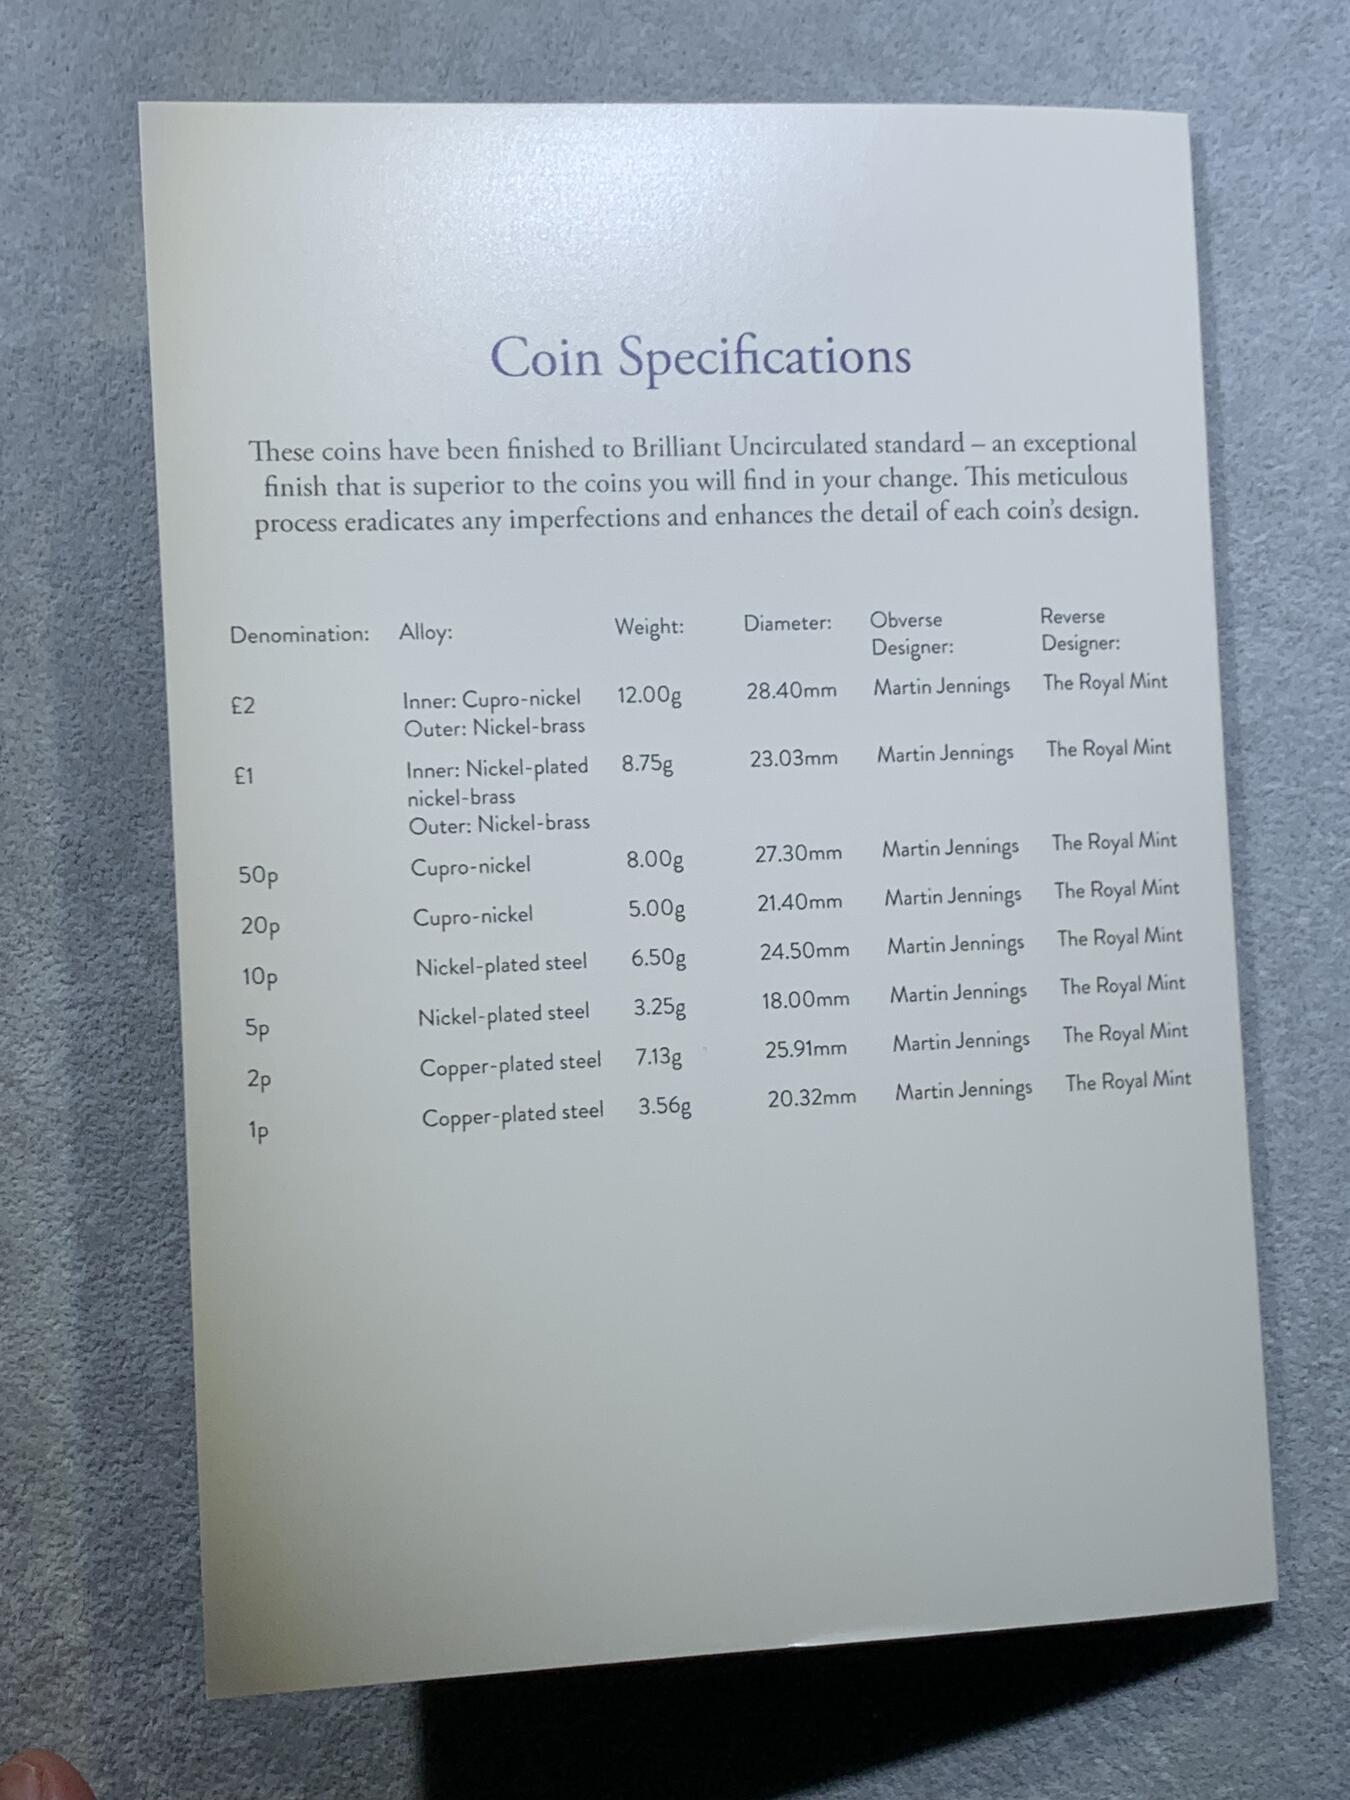 Coin Specifications
These coins have been finished to Brilliant Uncirculated standard – an exceptional
finish that is superior to the coins you will find in your change. This meticulous
process eradicates any imperfections and enhances the detail of each coin's design.
Denomination: Alloy: Weight: Diameter: Obverse Designer: Reverse Designer:
£2 Inner: Cupro-nickel 12.00g 28.40mm Martin Jennings The Royal Mint
Outer: Nickel-brass
£1 Inner: Nickel-plated 8.75g 23.03mm Martin Jennings The Royal Mint
nickel-brass
Outer: Nickel-brass
50p Cupro-nickel 8.00g 27.30mm Martin Jennings The Royal Mint
20p Cupro-nickel 5.00g 21.40mm Martin Jennings The Royal Mint
10p Nickel-plated steel 6.50g 24.50mm Martin Jennings The Royal Mint
5p Nickel-plated steel 3.25g 18.00mm Martin Jennings The Royal Mint
2p Copper-plated steel 7.13g 25.91mm Martin Jennings The Royal Mint
1p Copper-plated steel 3.56g 20.32mm Martin Jennings The Royal Mint